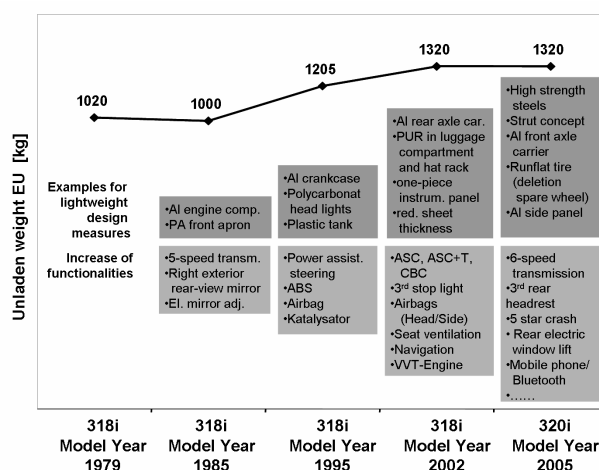 1020
1000
1205
1320
1320
Unladen weight EU [kg]
Examples for
lightweight
design
measures
•Al engine comp.
•PA front apron
•Al crankcase
•Polycarbonat
head lights
•Plastic tank
•Al rear axle car.
•PUR in luggage
compartment
and hat rack
•one-piece
instrum. panel
•red. sheet
thickness
•High strength
steels
•Strut concept
•Al front axle
carrier
•Runflat tire
(deletion
spare wheel)
•Al side panel
Increase of
functionalities
•5-speed transm.
•Right exterior
rear-view mirror
•El. mirror adj.
•Power assist.
steering
•ABS
•Airbag
•Katalysator
•ASC, ASC+T,
CBC
•3rd stop light
•Airbags
(Head/Side)
•Seat ventilation
•Navigation
•VVT-Engine
•6-speed
transmission
•3rd rear
headrest
•5 star crash
• Rear electric
window lift
•Mobile phone/
Bluetooth
•……
318i
Model Year
1979
318i
Model Year
1985
318i
Model Year
1995
318i
Model Year
2002
320i
Model Year
2005